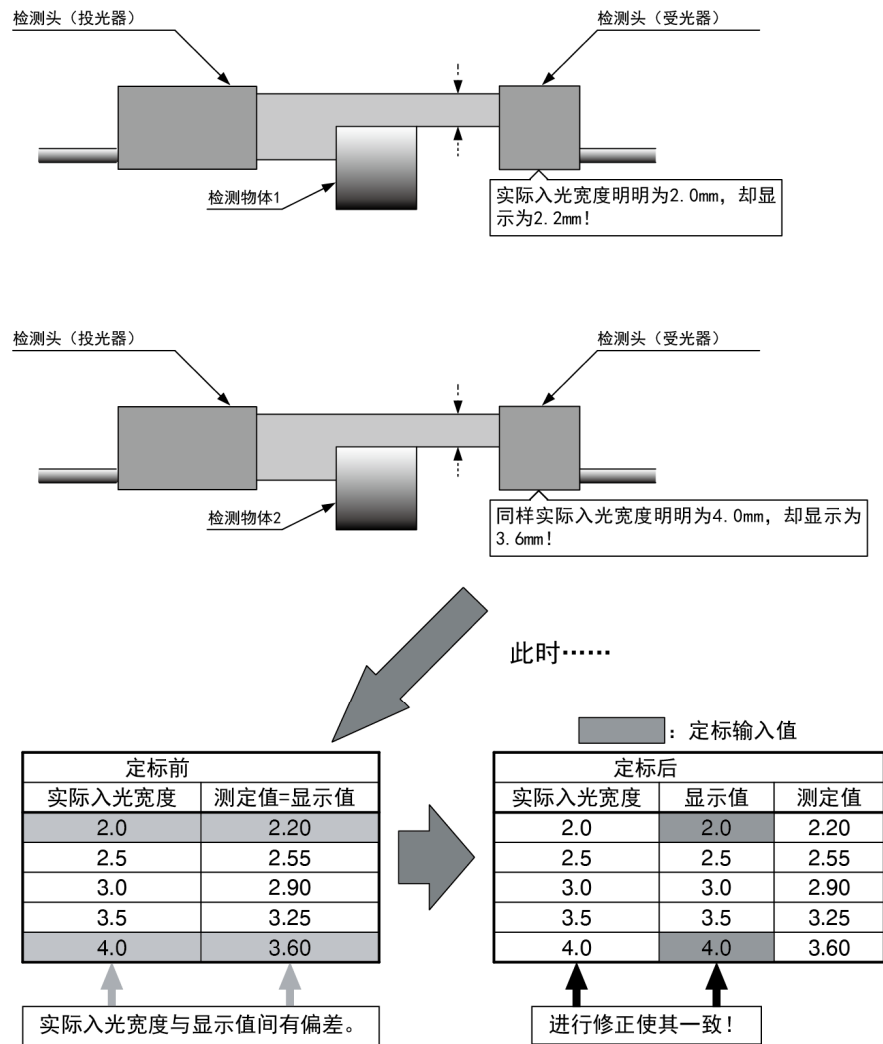 检测头（投光器）
检测头（受光器）
检测物体1
实际入光宽度明明为2.0mm，却显
示为2.2mm！
检测头（投光器）
检测头（受光器）
检测物体2
同样实际入光宽度明明为4.0mm，却显示为
3.6mm！
此时……
：定标输入值
定标前
实际入光宽度 测定值=显示值
2.0 2.20
2.5 2.55
3.0 2.90
3.5 3.25
4.0 3.60
实际入光宽度与显示值间有偏差。
定标后
实际入光宽度 显示值 测定值
2.0 2.0 2.20
2.5 2.5 2.55
3.0 3.0 2.90
3.5 3.5 3.25
4.0 4.0 3.60
进行修正使其一致！